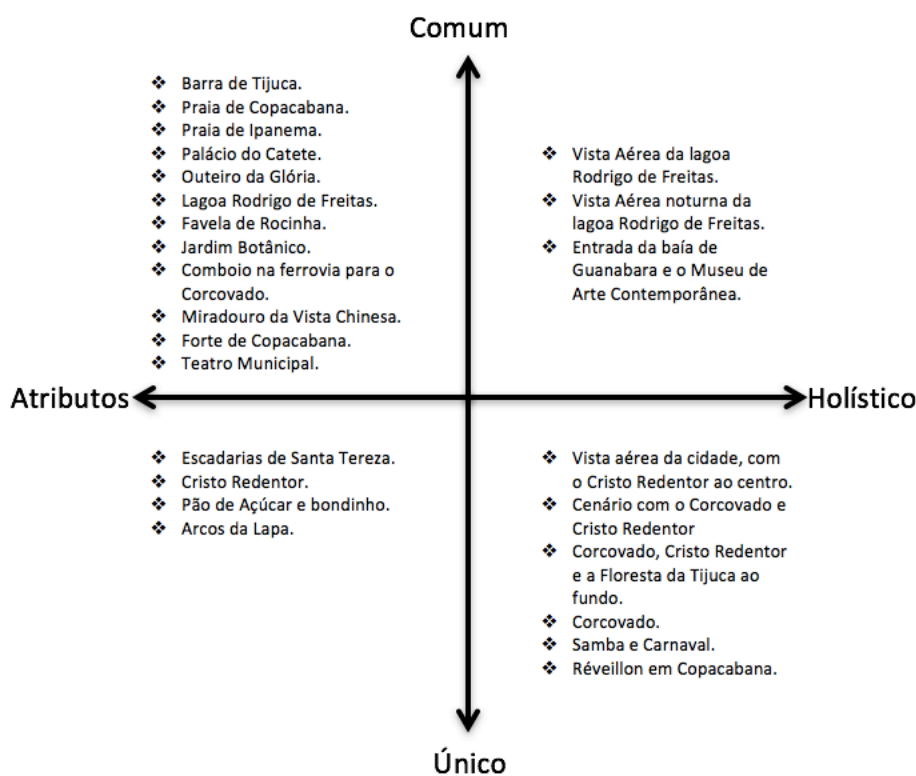 Comum
❖ Barra de Tijuca.
❖ Praia de Copacabana.
❖ Praia de Ipanema.
❖ Palácio do Catete.
❖ Outeiro da Glória.
❖ Lagoa Rodrigo de Freitas.
❖ Favela de Rocinha.
❖ Jardim Botânico.
❖ Comboio na ferrovia para o
Corcovado.
❖ Miradouro da Vista Chinesa.
❖ Forte de Copacabana.
❖ Teatro Municipal.
❖ Vista Aérea da lagoa
Rodrigo de Freitas.
❖ Vista Aérea noturna da
lagoa Rodrigo de Freitas.
❖ Entrada da baía de
Guanabara e o Museu de
Arte Contemporânea.
Atributos
Holístico
❖ Escadarias de Santa Tereza.
❖ Cristo Redentor.
❖ Pão de Açúcar e bondinho.
❖ Arcos da Lapa.
❖ Vista aérea da cidade, com
o Cristo Redentor ao centro.
❖ Cenário com o Corcovado e
Cristo Redentor
❖ Corcovado, Cristo Redentor
e a Floresta da Tijuca ao
fundo.
❖ Corcovado.
❖ Samba e Carnaval.
❖ Réveillon em Copacabana.
Único